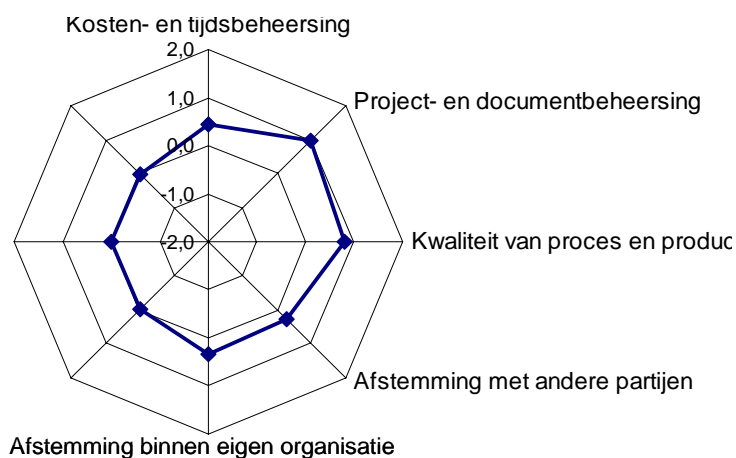 Kosten- en tijdsbeheersing
2,0
Project- en documentbeheersing
1,0
0,0
-1,0
-2,0
Kwaliteit van proces en produc
Afstemming met andere partijen
Afstemming binnen eigen organisatie